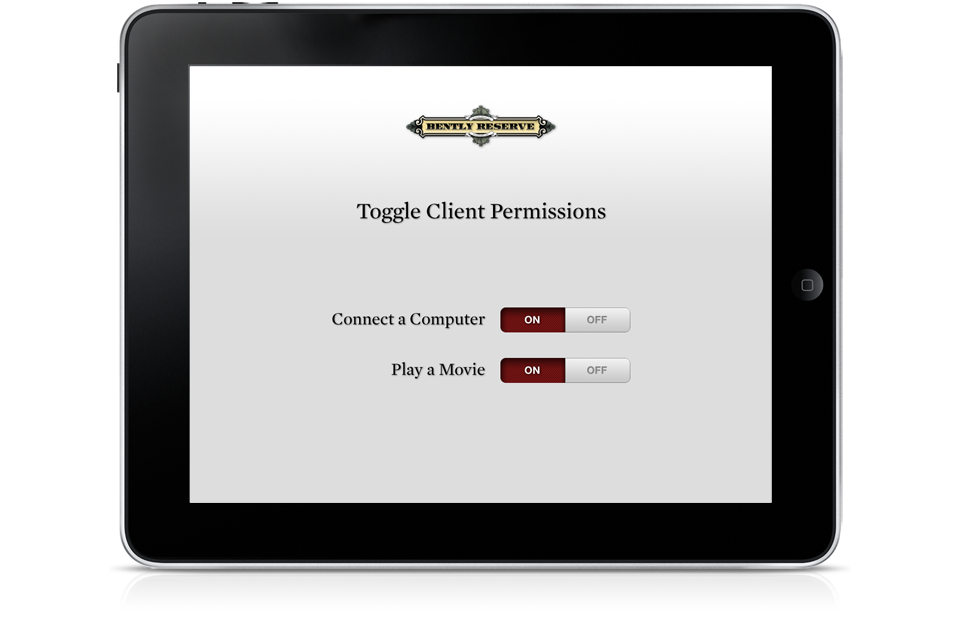 BENTLY RESERVE
Toggle Client Permissions
Connect a Computer ON OFF
Play a Movie ON OFF